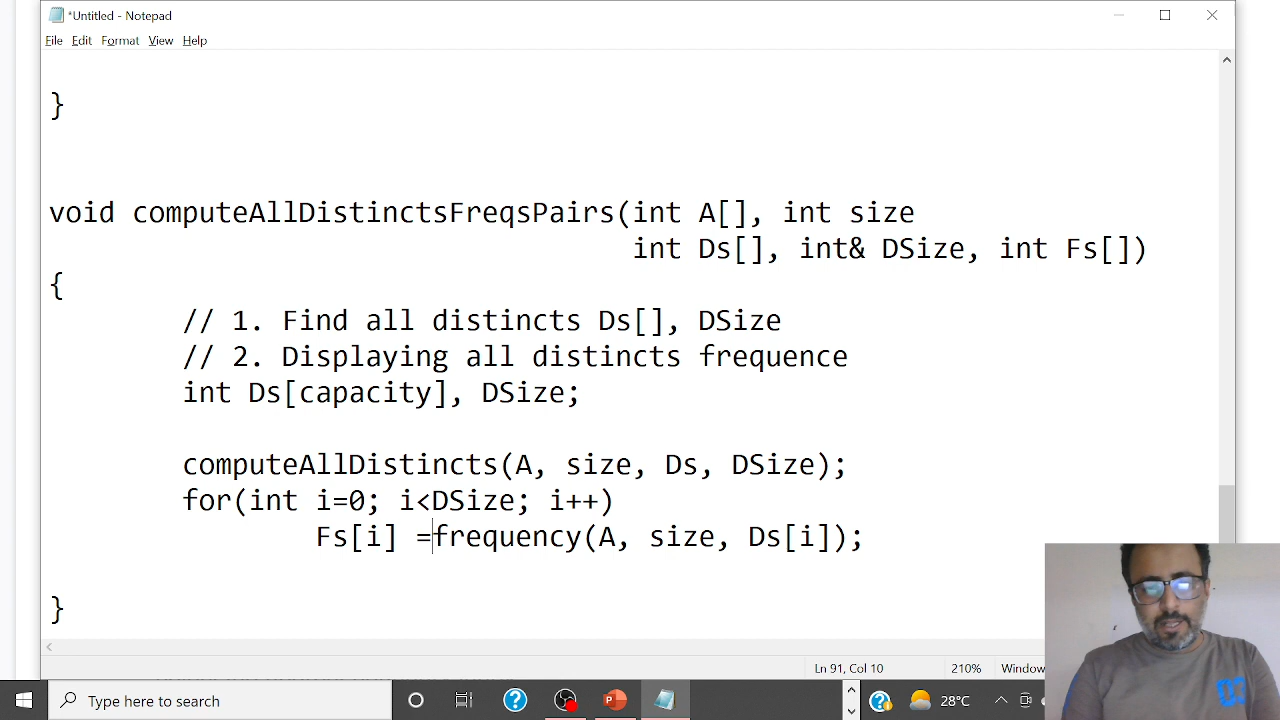 *Untitled - Notepad
File Edit Format View Help
}
void computeAllDistinctsFreqsPairs(int A[], int size
int Ds[], int& DSize, int Fs[])
{
// 1. Find all distincts Ds[], DSize
// 2. Displaying all distincts frequence
int Ds[capacity], DSize;
computeAllDistincts(A, size, Ds, DSize);
for(int i=0; i<DSize; i++)
Fs[i] =frequency(A, size, Ds[i]);
}
Ln 91, Col 10 210% Window
Type here to search 28°C